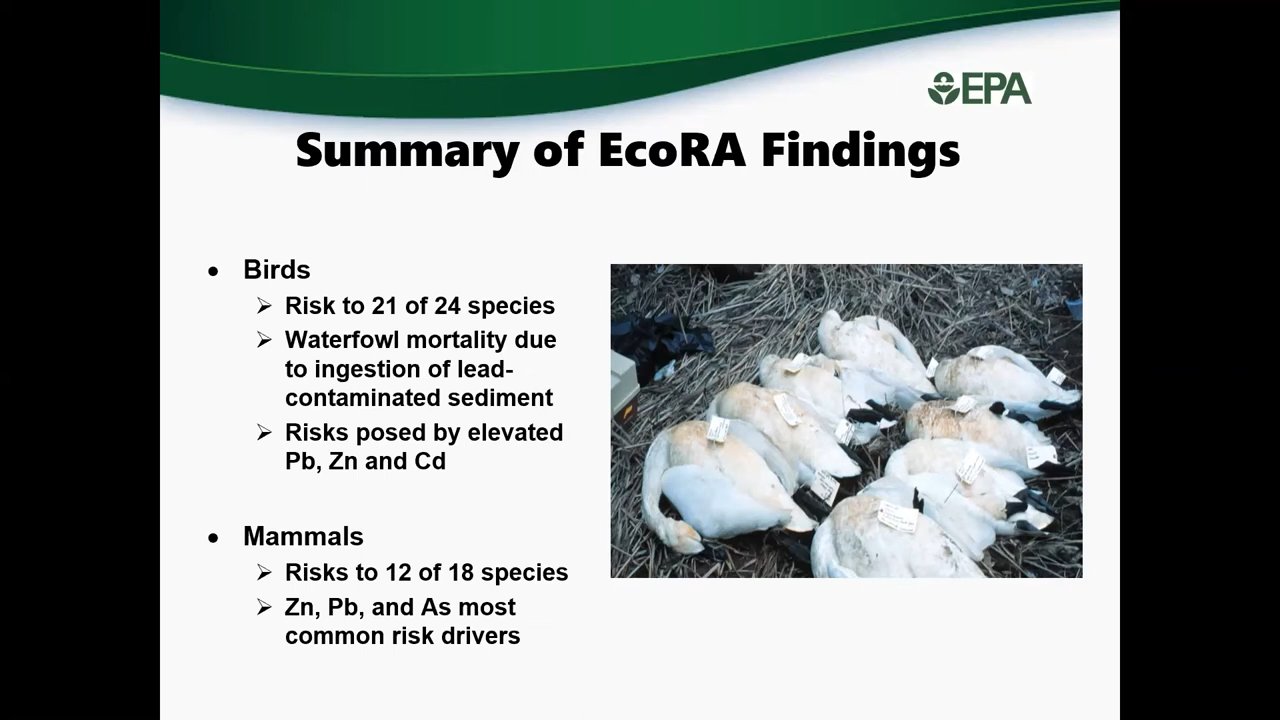 EPA
Summary of EcoRA Findings
• Birds
➢ Risk to 21 of 24 species
➢ Waterfowl mortality due
to ingestion of lead-
contaminated sediment
➢ Risks posed by elevated
Pb, Zn and Cd
• Mammals
➢ Risks to 12 of 18 species
➢ Zn, Pb, and As most
common risk drivers